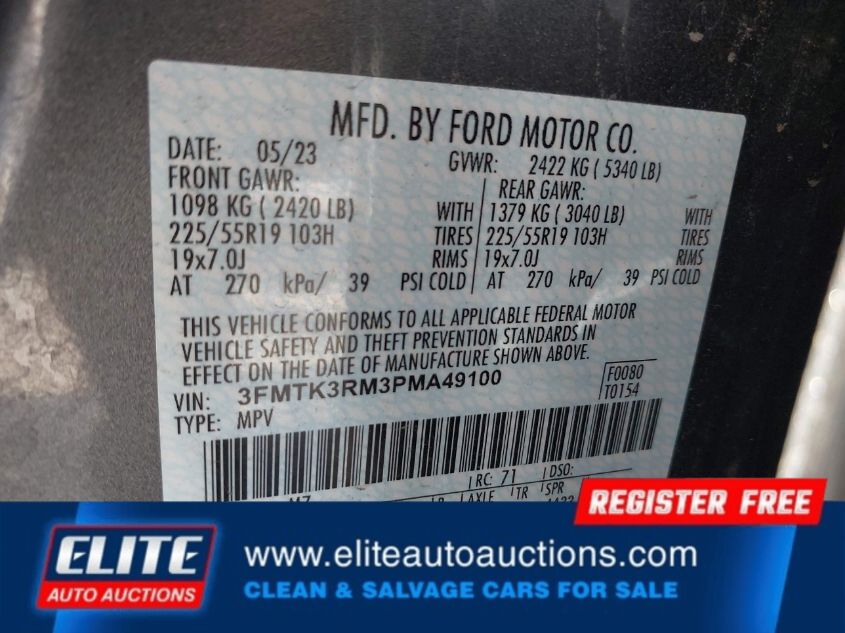 MFD. BY FORD MOTOR CO.
DATE: 05/23 GVWR: 2422 KG ( 5340 LB)
FRONT GAWR: REAR GAWR:
1098 KG ( 2420 LB) WITH 1379 KG ( 3040 LB) WITH
225/55R19 103H TIRES 225/55R19 103H TIRES
19x7.0J RIMS 19x7.0J RIMS
AT 270 kPa/ 39 PSI COLD AT 270 kPa/ 39 PSI COLD
THIS VEHICLE CONFORMS TO ALL APPLICABLE FEDERAL MOTOR
VEHICLE SAFETY AND THEFT PREVENTION STANDARDS IN
EFFECT ON THE DATE OF MANUFACTURE SHOWN ABOVE.
VIN: 3FMTK3RM3PMA49100 F0080
TYPE: MPV T0154
RC: 71 DSO:
AXLE TR SPR
REGISTER FREE
ELITE
AUTO AUCTIONS
www.eliteautoauctions.com
CLEAN & SALVAGE CARS FOR SALE